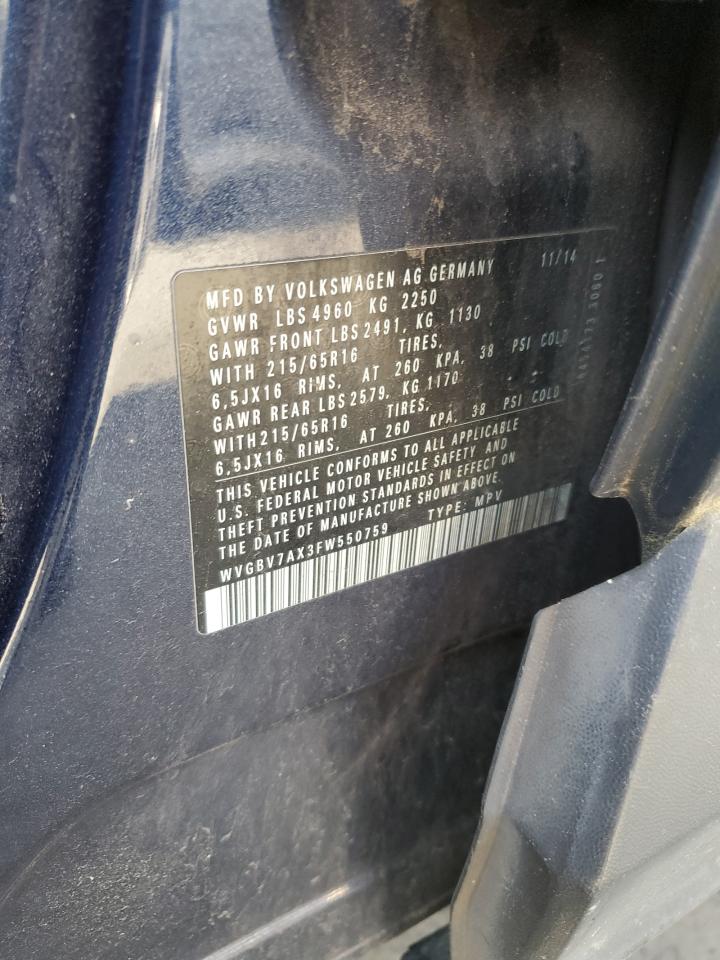 MFD BY VOLKSWAGEN AG GERMANY 11/14
GVWR LBS 4960 KG 2250
GAWR FRONT LBS 2491, KG 1130
WITH 215/65R16 TIRES,
6,5JX16 RIMS, AT 260 KPA, 38 PSI COLD
GAWR REAR LBS 2579, KG 1170
WITH 215/65R16 TIRES,
6,5JX16 RIMS, AT 260 KPA, 38 PSI COLD
THIS VEHICLE CONFORMS TO ALL APPLICABLE
U.S. FEDERAL MOTOR VEHICLE SAFETY AND
THEFT PREVENTION STANDARDS IN EFFECT ON
THE DATE OF MANUFACTURE SHOWN ABOVE.
WVGBV7AX3FW550759 TYPE: MPV